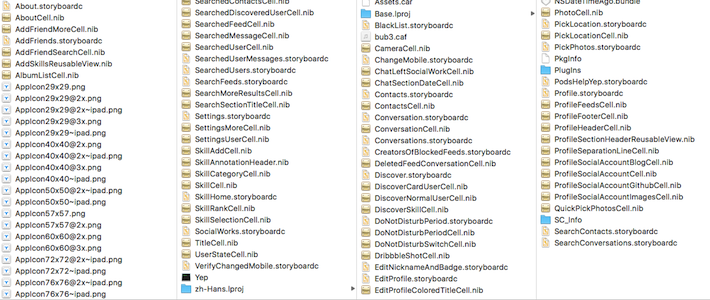 About.storyboardc
AboutCell.nib
AddFriendMoreCell.nib
AddFriends.storyboardc
AddFriendSearchCell.nib
AddSkillsReusableView.nib
AlbumListCell.nib
AppIcon29x29.png
AppIcon29x29@2x.png
AppIcon29x29@2x~ipad.png
AppIcon29x29@3x.png
AppIcon29x29~ipad.png
AppIcon40x40@2x.png
AppIcon40x40@2x~ipad.png
AppIcon40x40@3x.png
AppIcon40x40~ipad.png
AppIcon50x50@2x~ipad.png
AppIcon50x50~ipad.png
AppIcon57x57.png
AppIcon57x57@2x.png
AppIcon60x60@2x.png
AppIcon60x60@3x.png
AppIcon72x72@2x~ipad.png
AppIcon72x72~ipad.png
AppIcon76x76@2x~ipad.png
AppIcon76x76~ipad.png
SearchedContactsCell.nib
SearchedDiscoveredUserCell.nib
SearchedFeedCell.nib
SearchedMessageCell.nib
SearchedUserCell.nib
SearchedUserMessages.storyboardc
SearchedUsers.storyboardc
SearchFeeds.storyboardc
SearchMoreResultsCell.nib
SearchSectionTitleCell.nib
Settings.storyboardc
SettingsMoreCell.nib
SettingsUserCell.nib
SkillAddCell.nib
SkillAnnotationHeader.nib
SkillCategoryCell.nib
SkillCell.nib
SkillHome.storyboardc
SkillRankCell.nib
SkillSelectionCell.nib
SocialWorks.storyboardc
TitleCell.nib
UserStateCell.nib
VerifyChangedMobile.storyboardc
Yep
zh-Hans.lproj
Assets.car
Base.lproj
BlackList.storyboardc
bub3.caf
CameraCell.nib
ChangeMobile.storyboardc
ChatLeftSocialWorkCell.nib
ChatSectionDateCell.nib
Contacts.storyboardc
ContactsCell.nib
Conversation.storyboardc
ConversationCell.nib
Conversations.storyboardc
CreatorsOfBlockedFeeds.storyboardc
DeletedFeedConversationCell.nib
Discover.storyboardc
DiscoverCardUserCell.nib
DiscoverNormalUserCell.nib
DiscoverSkillCell.nib
DoNotDisturbPeriod.storyboardc
DoNotDisturbPeriodCell.nib
DoNotDisturbSwitchCell.nib
DribbbleShotCell.nib
EditNicknameAndBadge.storyboardc
EditProfile.storyboardc
EditProfileColoredTitleCell.nib
NSDateTimeAgo.bundle
PhotoCell.nib
PickLocation.storyboardc
PickLocationCell.nib
PickPhotos.storyboardc
PkgInfo
PlugIns
PodsHelpYep.storyboardc
Profile.storyboardc
ProfileFeedsCell.nib
ProfileFooterCell.nib
ProfileHeaderCell.nib
ProfileSectionHeaderReusableView.nib
ProfileSeparationLineCell.nib
ProfileSocialAccountBlogCell.nib
ProfileSocialAccountCell.nib
ProfileSocialAccountGithubCell.nib
ProfileSocialAccountImagesCell.nib
QuickPickPhotosCell.nib
SC_Info
SearchContacts.storyboardc
SearchConversations.storyboardc